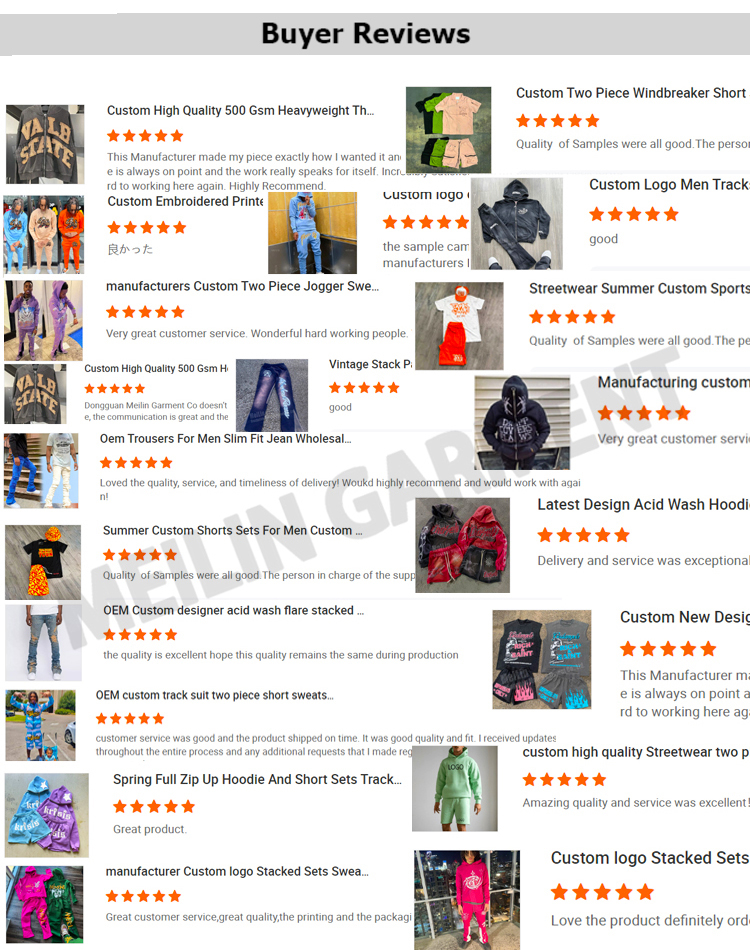 Buyer Reviews
Custom Two Piece Windbreaker Short
Quality of Samples were all good.The person
Custom High Quality 500 Gsm Heavyweight Th...
This Manufacturer made my piece exactly how I wanted it and
e is always on point and the work really speaks for itself. Incredibly
rd to working here again. Highly Recommend.
VALB
STATE
Custom Logo Men Tracks
good
Custom Embroidered Printe
良かった
Custom logo
the sample cam
manufacturers
manufacturers Custom Two Piece Jogger Swe...
Very great customer service. Wonderful hard working people.
Streetwear Summer Custom Sports
Quality of Samples were all good.The pe
Custom High Quality 500 Gsm H
Dongguan Meilin Garment Co doesn't
e, the communication is great and the
VALB
STATE
Vintage Stack P
good
Manufacturing custom
Very great customer servi
Oem Trousers For Men Slim Fit Jean Wholesal...
Loved the quality, service, and timeliness of delivery! Woukd highly recommend and would work with agai
n!
Latest Design Acid Wash Hoodi
Delivery and service was exceptional
Summer Custom Shorts Sets For Men Custom ...
Quality of Samples were all good.The person in charge of the supp
OEM Custom designer acid wash flare stacked ...
the quality is excellent hope this quality remains the same during production
Custom New Desig
This Manufacturer ma
e is always on point a
rd to working here aga
OEM custom track suit two piece short sweats...
customer service was good and the product shipped on time. It was good quality and fit. I received updates
throughout the entire process and any additional requests that I made reg
custom high quality Streetwear two p
Amazing quality and service was excellent!
LOGO
Spring Full Zip Up Hoodie And Short Sets Track...
Great product.
krisis
manufacturer Custom logo Stacked Sets Swea...
Great customer service,great quality,the printing and the packagi
Custom logo Stacked Sets
Love the product definitely orde
MEILIN GARMENT